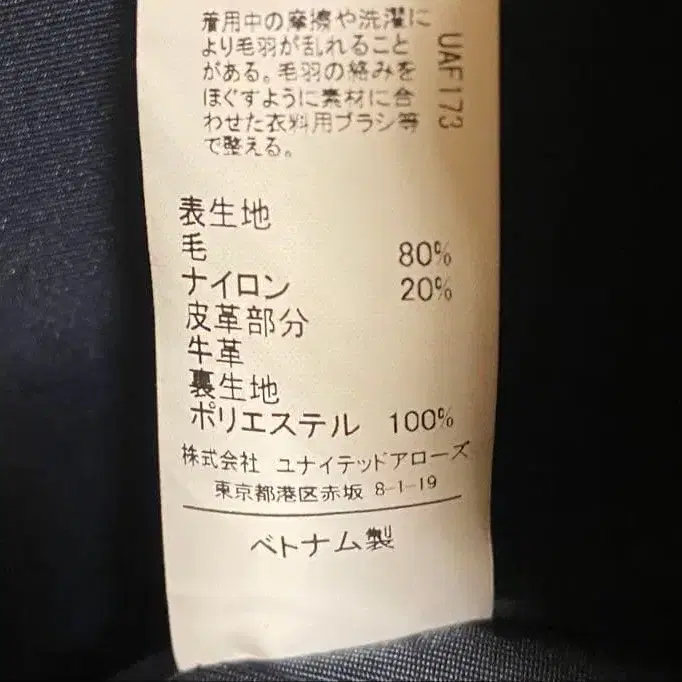 着用中の摩擦や洗濯に
より毛羽が乱れること
がある。毛羽の絡みを
ほぐすように素材に合
わせた衣料用ブラシ等
で整える。
UAF173
表生地
毛 80%
ナイロン 20%
皮革部分
牛革
裏生地
ポリエステル 100%
株式会社 ユナイテッドアローズ
東京都港区赤坂 8-1-19
ベトナム製